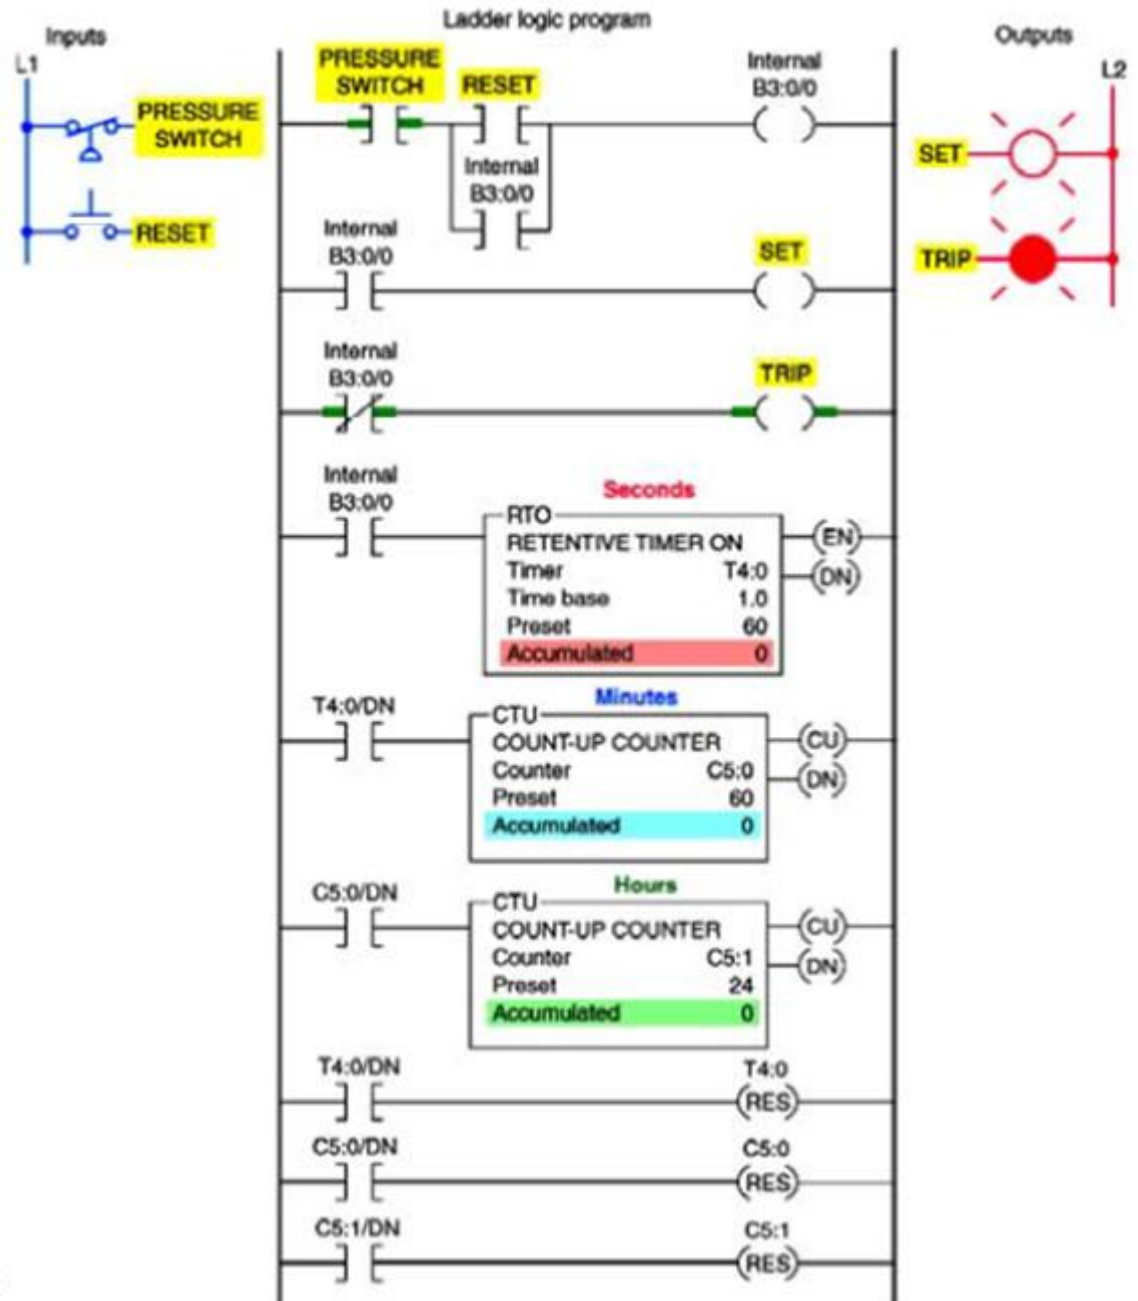 Ladder logic program
Inputs
Outputs
L1
L2
PRESSURE
SWITCH
RESET
PRESSURE
SWITCH
RESET
Internal
B3:0/0
Internal
B3:0/0
SET
TRIP
Internal
B3:0/0
SET
Internal
B3:0/0
TRIP
Internal
B3:0/0
Seconds
RTO
RETENTIVE TIMER ON
Timer T4:0
Time base 1.0
Preset 60
Accumulated 0
EN
DN
T4:0/DN
Minutes
CTU
COUNT-UP COUNTER
Counter C5:0
Preset 60
Accumulated 0
CU
DN
C5:0/DN
Hours
CTU
COUNT-UP COUNTER
Counter C5:1
Preset 24
Accumulated 0
CU
DN
T4:0/DN
T4:0
RES
C5:0/DN
C5:0
RES
C5:1/DN
C5:1
RES